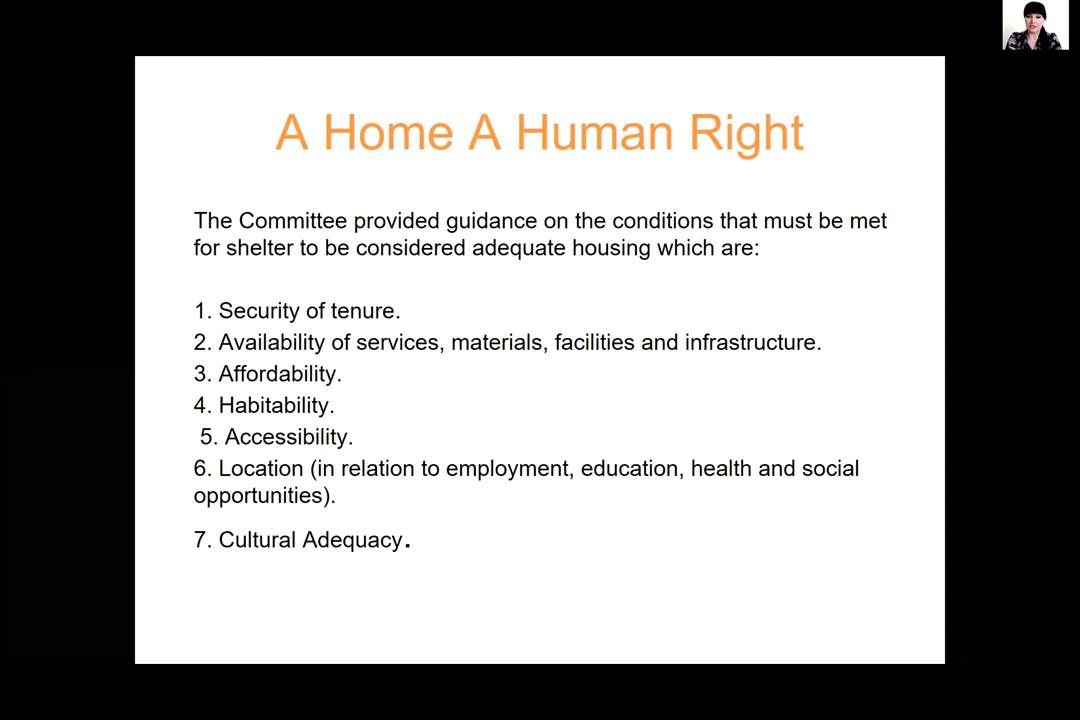 A Home A Human Right
The Committee provided guidance on the conditions that must be met
for shelter to be considered adequate housing which are:
1. Security of tenure.
2. Availability of services, materials, facilities and infrastructure.
3. Affordability.
4. Habitability.
5. Accessibility.
6. Location (in relation to employment, education, health and social
opportunities).
7. Cultural Adequacy.